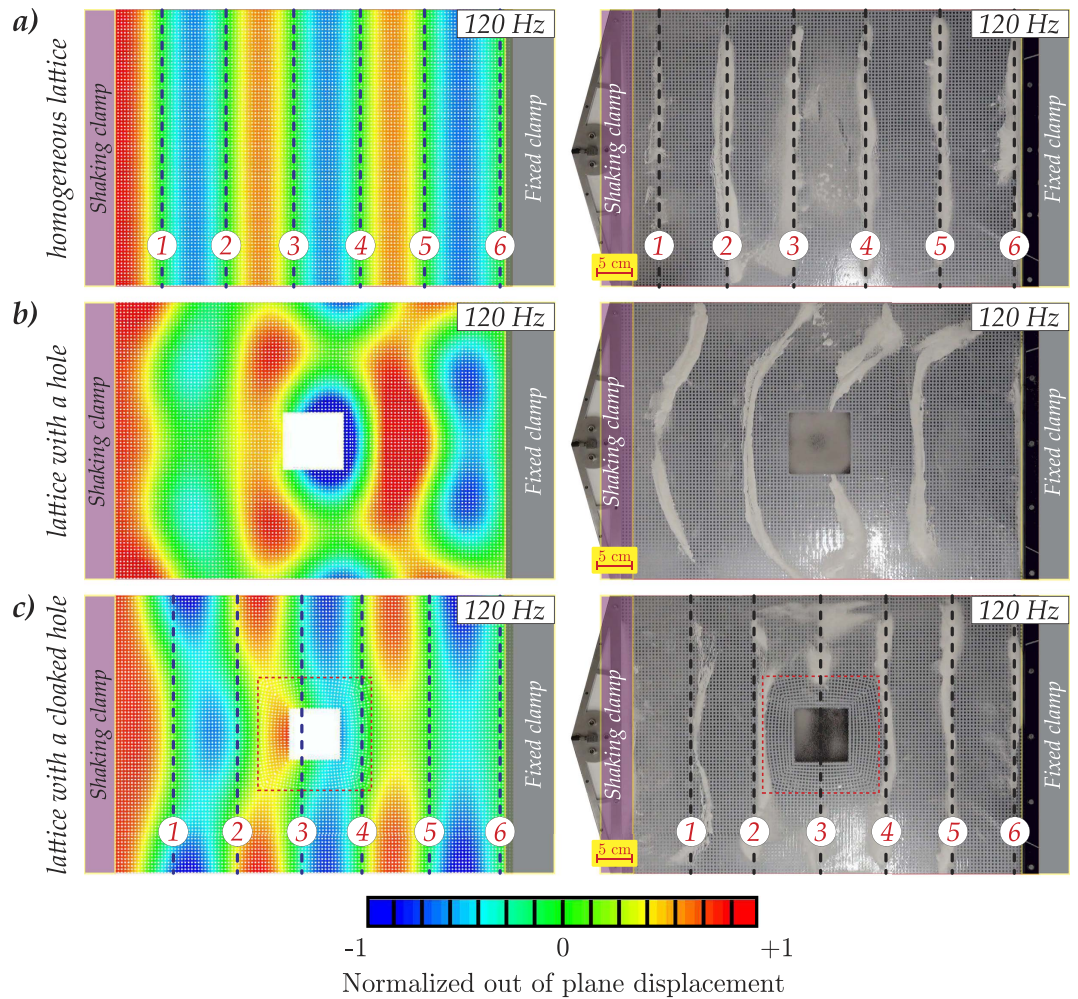 a)
homogeneous lattice
Shaking clamp
120 Hz
Fixed clamp
1 2 3 4 5 6
Shaking clamp
120 Hz
Fixed clamp
1 2 3 4 5 6
5 cm
b)
lattice with a hole
Shaking clamp
120 Hz
Fixed clamp
Shaking clamp
120 Hz
Fixed clamp
5 cm
c)
lattice with a cloaked hole
Shaking clamp
120 Hz
Fixed clamp
1 2 3 4 5 6
Shaking clamp
120 Hz
Fixed clamp
1 2 3 4 5 6
5 cm
-1 0 +1
Normalized out of plane displacement